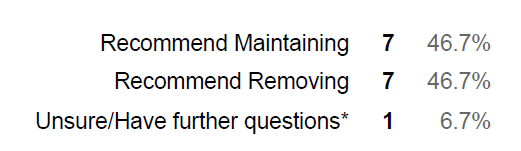 Recommend Maintaining 7 46.7%
Recommend Removing 7 46.7%
Unsure/Have further questions* 1 6.7%